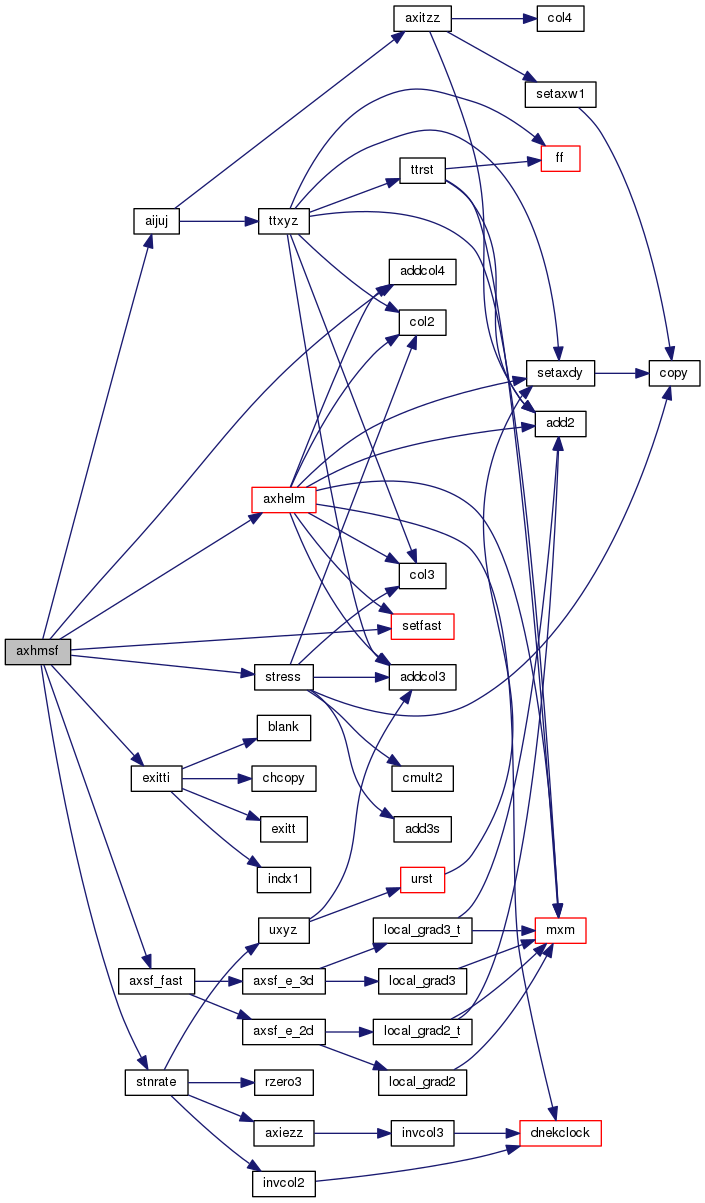 axitzz
col4
setaxw1
ff
ttrst
aijuj
ttxyz
addcol4
col2
setaxdy
copy
add2
axhelm
col3
setfast
axhmsf
stress
addcol3
blank
exitti
chcopy
cmult2
exitt
add3s
indx1
urst
uxyz
local_grad3_t
mxm
axsf_fast
axsf_e_3d
local_grad3
axsf_e_2d
local_grad2_t
stnrate
rzero3
local_grad2
axiezz
invcol3
dnekclock
invcol2